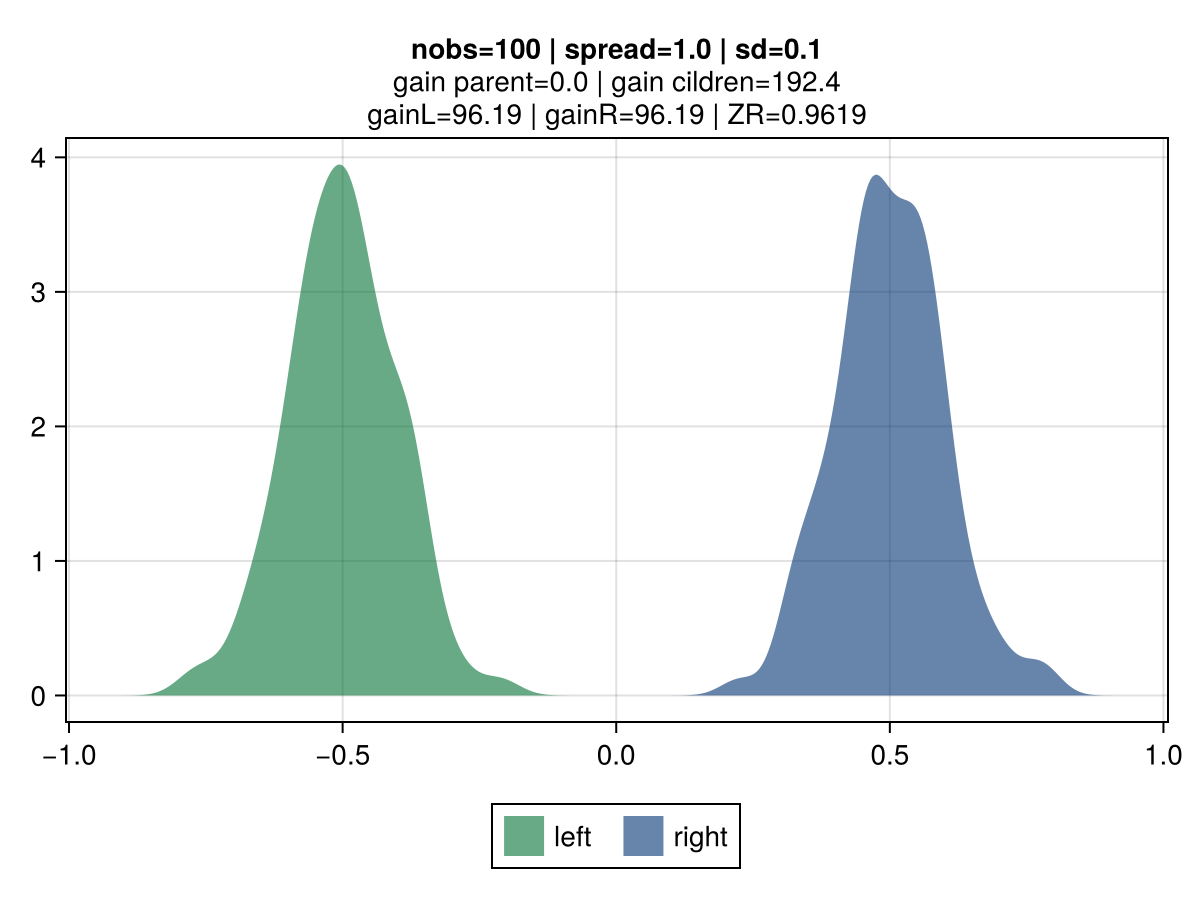 nobs=100 | spread=1.0 | sd=0.1
gain parent=0.0 | gain cildren=192.4
gainL=96.19 | gainR=96.19 | ZR=0.9619
4
3
2
1
0
−1.0
−0.5
0.0
0.5
1.0
left
right